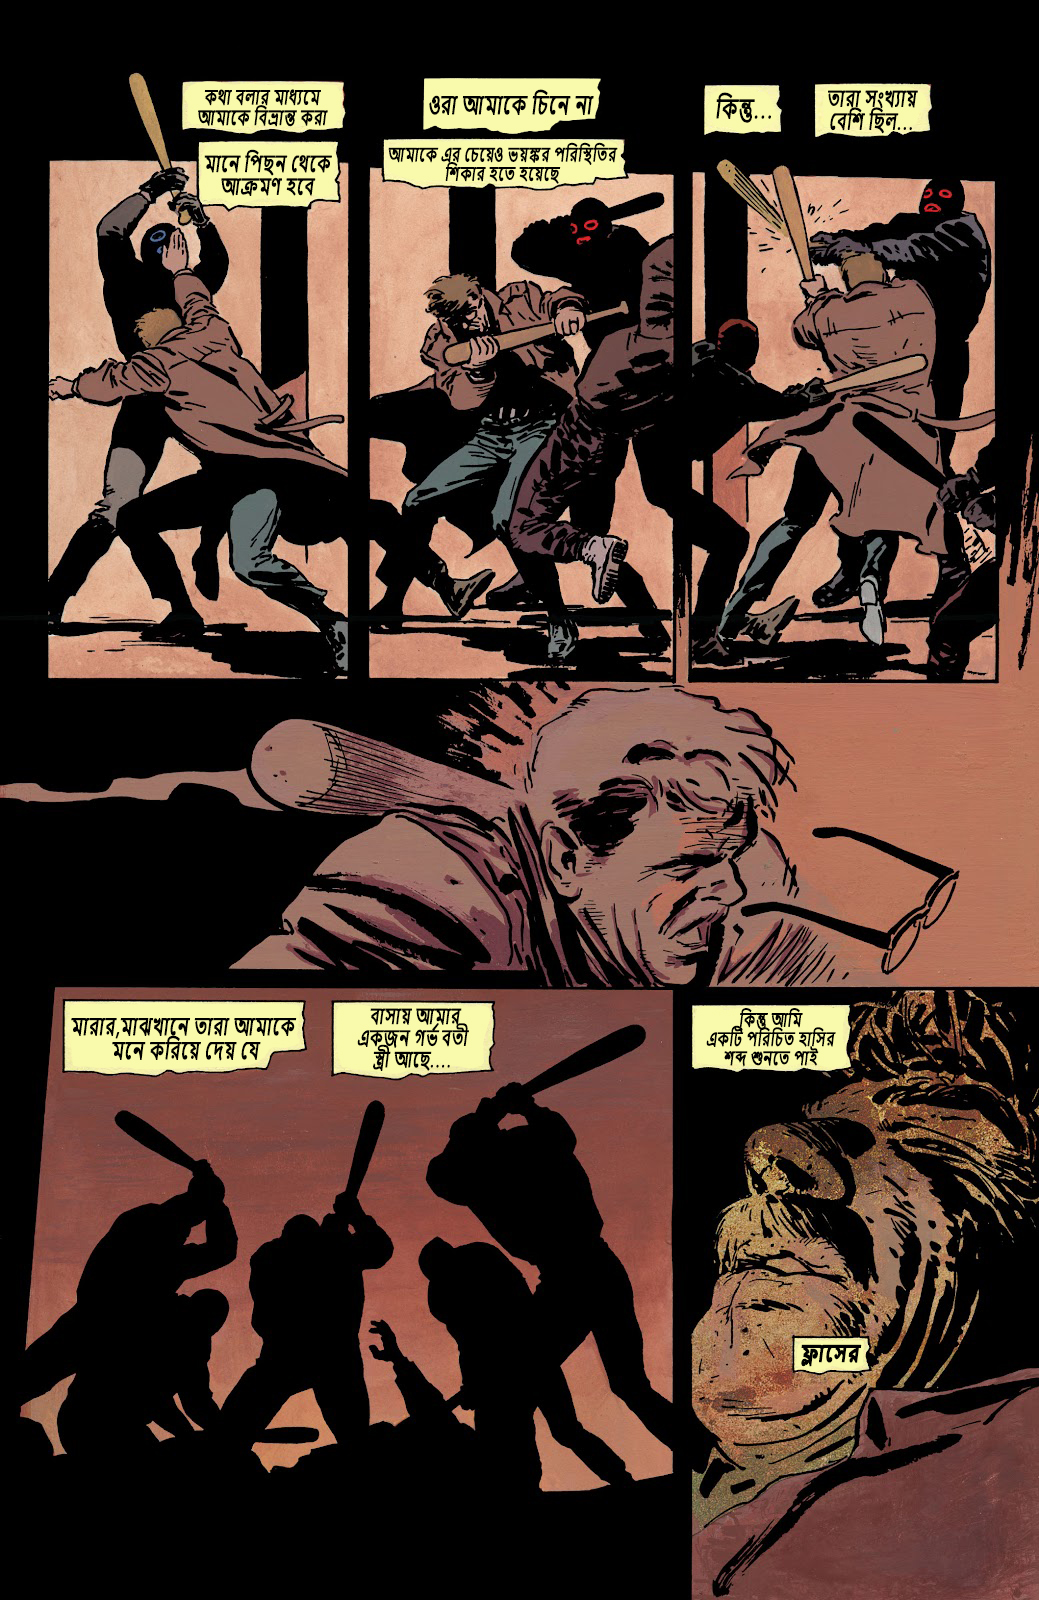 কথা বলার মাধ্যমে
আমাকে বিভ্রান্ত করা
মানে পিছন থেকে
আক্রমণ হবে
ওরা আমাকে চিনে না
আমাকে এর চেয়েও ভয়ঙ্কর পরিস্থিতির
শিকার হতে হয়েছে
কিন্তু...
তারা সংখ্যায়
বেশি ছিল...
মারার,মাঝখানে তারা আমাকে
মনে করিয়ে দেয় যে
বাসায় আমার
একজন গর্ভ বতী
স্ত্রী আছে....
কিন্তু আমি
একটি পরিচিত হাসির
শব্দ শুনতে পাই
ফ্লাসের